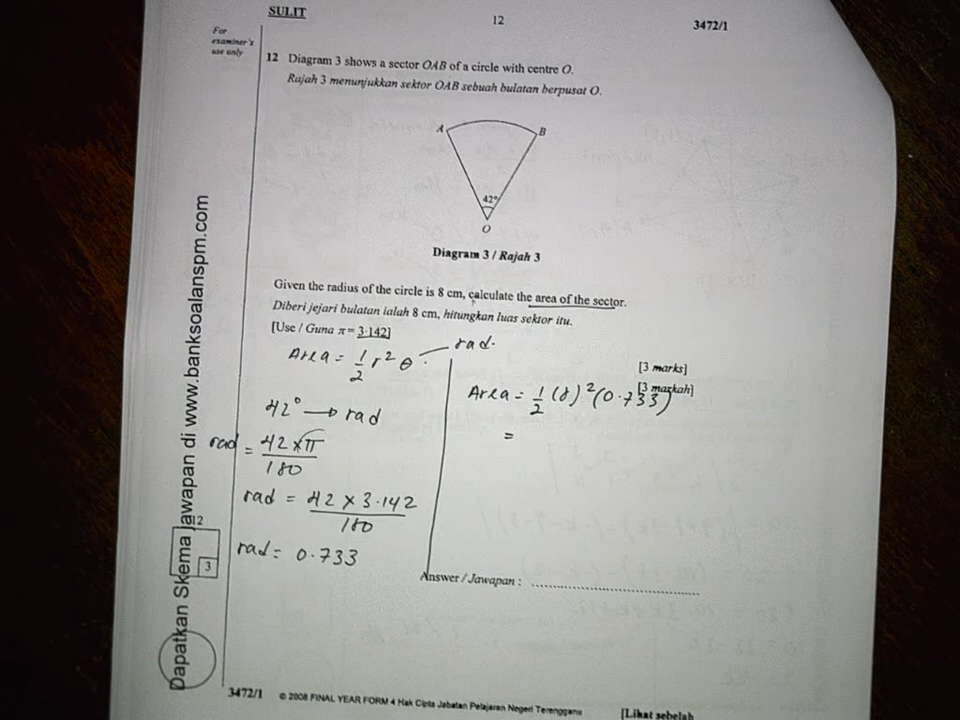 SULIT
12
3472/1
For
examiner's
use only
12 Diagram 3 shows a sector OAB of a circle with centre O.
Rajah 3 menunjukkan sektor OAB sebuah bulatan berpusat O.
A
B
42°
O
Diagram 3 / Rajah 3
Given the radius of the circle is 8 cm, calculate the area of the sector.
Diberi jejari bulatan ialah 8 cm, hitungkan luas sektor itu.
[Use / Guna π = 3·142]
[3 marks]
[3 markah]
Area = 1/2 r² θ
rad.
42° → rad
rad = 42 × π / 180
rad = 42 × 3.142 / 180
rad = 0.733
Area = 1/2 (8)² (0.733)
=
Answer / Jawapan : ........................................
12
3
Dapatkan Skema jawapan di www.banksoalanspm.com
3472/1
© 2008 FINAL YEAR FORM 4 Hak Cipta Jabatan Pelajaran Negeri Terengganu
[Lihat sebelah